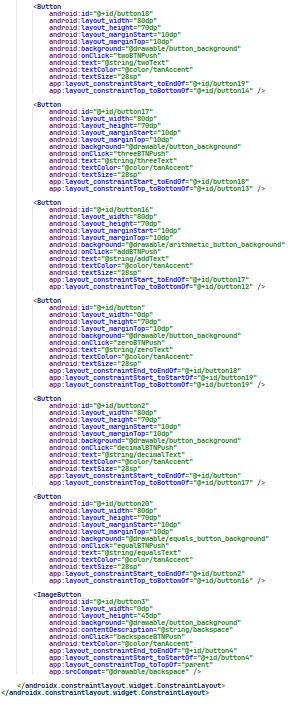 <Button
android:id="@+id/button18"
android:layout_width="80dp"
android:layout_height="70dp"
android:layout_marginStart="10dp"
android:layout_marginTop="10dp"
android:background="@drawable/button_background"
android:onClick="twoBTNPush"
android:text="@string/twoText"
android:textColor="@color/tanAccent"
android:textSize="28sp"
app:layout_constraintStart_toEndOf="@+id/button19"
app:layout_constraintTop_toBottomOf="@+id/button14" />
<Button
android:id="@+id/button17"
android:layout_width="80dp"
android:layout_height="70dp"
android:layout_marginStart="10dp"
android:layout_marginTop="10dp"
android:background="@drawable/button_background"
android:onClick="threeBTNPush"
android:text="@string/threeText"
android:textColor="@color/tanAccent"
android:textSize="28sp"
app:layout_constraintStart_toEndOf="@+id/button18"
app:layout_constraintTop_toBottomOf="@+id/button13" />
<Button
android:id="@+id/button16"
android:layout_width="80dp"
android:layout_height="70dp"
android:layout_marginStart="10dp"
android:layout_marginTop="10dp"
android:background="@drawable/arithmetic_button_background"
android:onClick="addBTNPush"
android:text="@string/addText"
android:textColor="@color/tanAccent"
android:textSize="28sp"
app:layout_constraintStart_toEndOf="@+id/button17"
app:layout_constraintTop_toBottomOf="@+id/button12" />
<Button
android:id="@+id/button"
android:layout_width="0dp"
android:layout_height="70dp"
android:layout_marginTop="10dp"
android:background="@drawable/button_background"
android:onClick="zeroBTNPush"
android:text="@string/zeroText"
android:textColor="@color/tanAccent"
android:textSize="28sp"
app:layout_constraintEnd_toEndOf="@+id/button18"
app:layout_constraintStart_toStartOf="@+id/button19"
app:layout_constraintTop_toBottomOf="@+id/button19" />
<Button
android:id="@+id/button2"
android:layout_width="80dp"
android:layout_height="70dp"
android:layout_marginStart="10dp"
android:layout_marginTop="10dp"
android:background="@drawable/button_background"
android:onClick="decimalBTNPush"
android:text="@string/decimalText"
android:textColor="@color/tanAccent"
android:textSize="28sp"
app:layout_constraintStart_toEndOf="@+id/button"
app:layout_constraintTop_toBottomOf="@+id/button17" />
<Button
android:id="@+id/button20"
android:layout_width="80dp"
android:layout_height="70dp"
android:layout_marginStart="10dp"
android:layout_marginTop="10dp"
android:background="@drawable/equals_button_background"
android:onClick="equalBTNPush"
android:text="@string/equalsText"
android:textColor="@color/tanAccent"
android:textSize="28sp"
app:layout_constraintStart_toEndOf="@+id/button2"
app:layout_constraintTop_toBottomOf="@+id/button16" />
<ImageButton
android:id="@+id/button3"
android:layout_width="0dp"
android:layout_height="45dp"
android:background="@drawable/button_background"
android:contentDescription="@string/backspace"
android:onClick="backspaceBTNPush"
android:textColor="@color/tanAccent"
app:layout_constraintEnd_toEndOf="@+id/button4"
app:layout_constraintStart_toStartOf="@+id/button4"
app:layout_constraintTop_toTopOf="parent"
app:srcCompat="@drawable/backspace" />
</androidx.constraintlayout.widget.ConstraintLayout>
</androidx.constraintlayout.widget.ConstraintLayout>